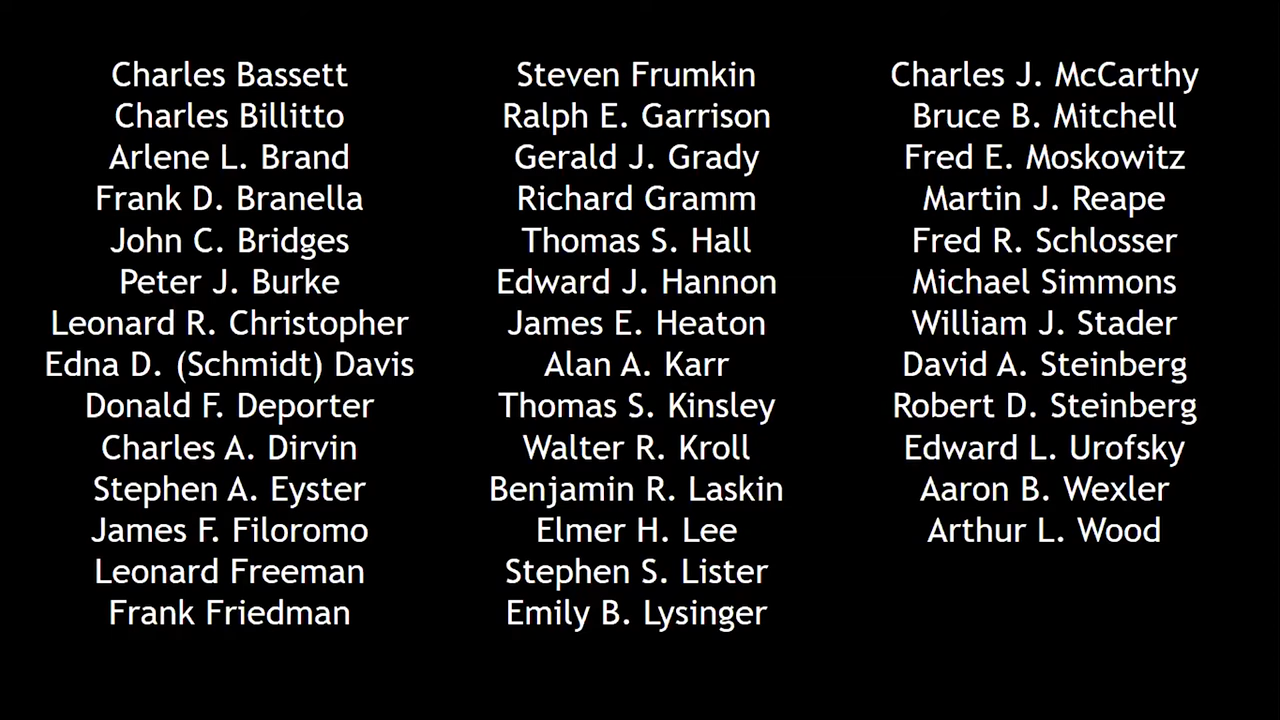 Charles Bassett
Charles Billitto
Arlene L. Brand
Frank D. Branella
John C. Bridges
Peter J. Burke
Leonard R. Christopher
Edna D. (Schmidt) Davis
Donald F. Deporter
Charles A. Dirvin
Stephen A. Eyster
James F. Filoromo
Leonard Freeman
Frank Friedman
Steven Frumkin
Ralph E. Garrison
Gerald J. Grady
Richard Gramm
Thomas S. Hall
Edward J. Hannon
James E. Heaton
Alan A. Karr
Thomas S. Kinsley
Walter R. Kroll
Benjamin R. Laskin
Elmer H. Lee
Stephen S. Lister
Emily B. Lysinger
Charles J. McCarthy
Bruce B. Mitchell
Fred E. Moskowitz
Martin J. Reape
Fred R. Schlosser
Michael Simmons
William J. Stader
David A. Steinberg
Robert D. Steinberg
Edward L. Urofsky
Aaron B. Wexler
Arthur L. Wood